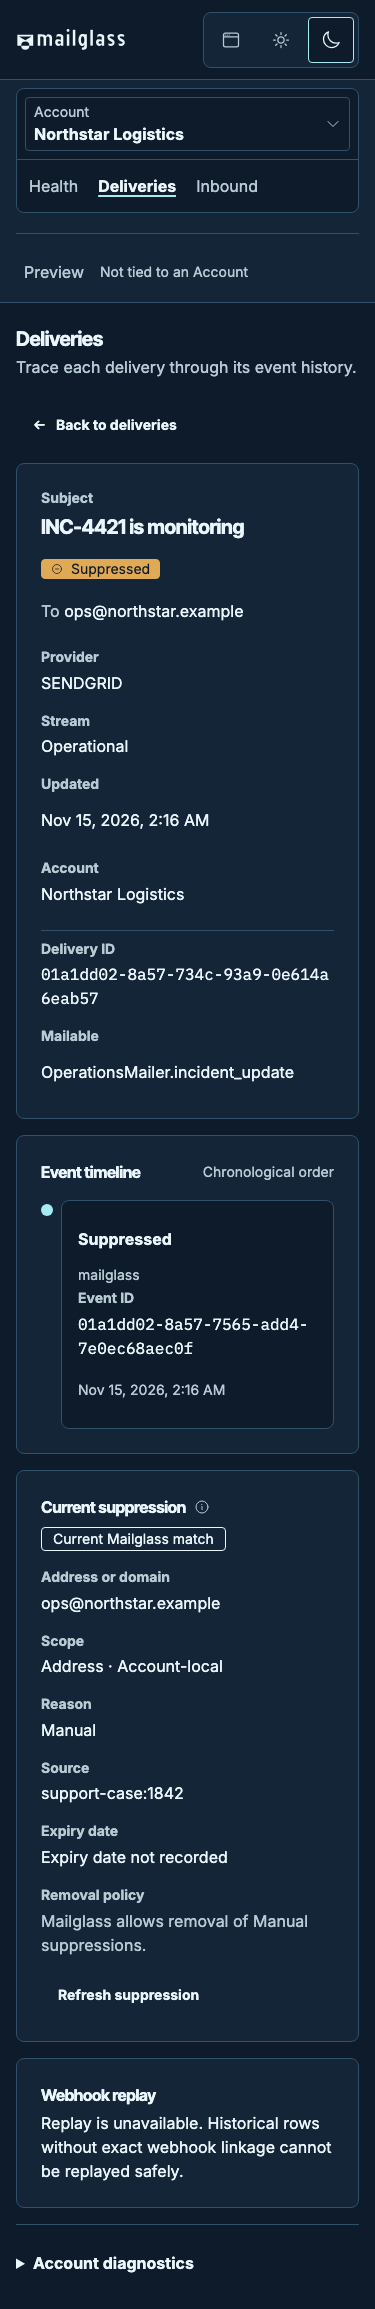 mailglass
Account
Northstar Logistics
Health Deliveries Inbound
Preview Not tied to an Account
Deliveries
Trace each delivery through its event history.
← Back to deliveries
Subject
INC-4421 is monitoring
Suppressed
To ops@northstar.example
Provider
SENDGRID
Stream
Operational
Updated
Nov 15, 2026, 2:16 AM
Account
Northstar Logistics
Delivery ID
01a1dd02-8a57-734c-93a9-0e614a
6eab57
Mailable
OperationsMailer.incident_update
Event timeline Chronological order
Suppressed
mailglass
Event ID
01a1dd02-8a57-7565-add4-
7e0ec68aec0f
Nov 15, 2026, 2:16 AM
Current suppression
Current Mailglass match
Address or domain
ops@northstar.example
Scope
Address · Account-local
Reason
Manual
Source
support-case:1842
Expiry date
Expiry date not recorded
Removal policy
Mailglass allows removal of Manual
suppressions.
Refresh suppression
Webhook replay
Replay is unavailable. Historical rows
without exact webhook linkage cannot
be replayed safely.
Account diagnostics